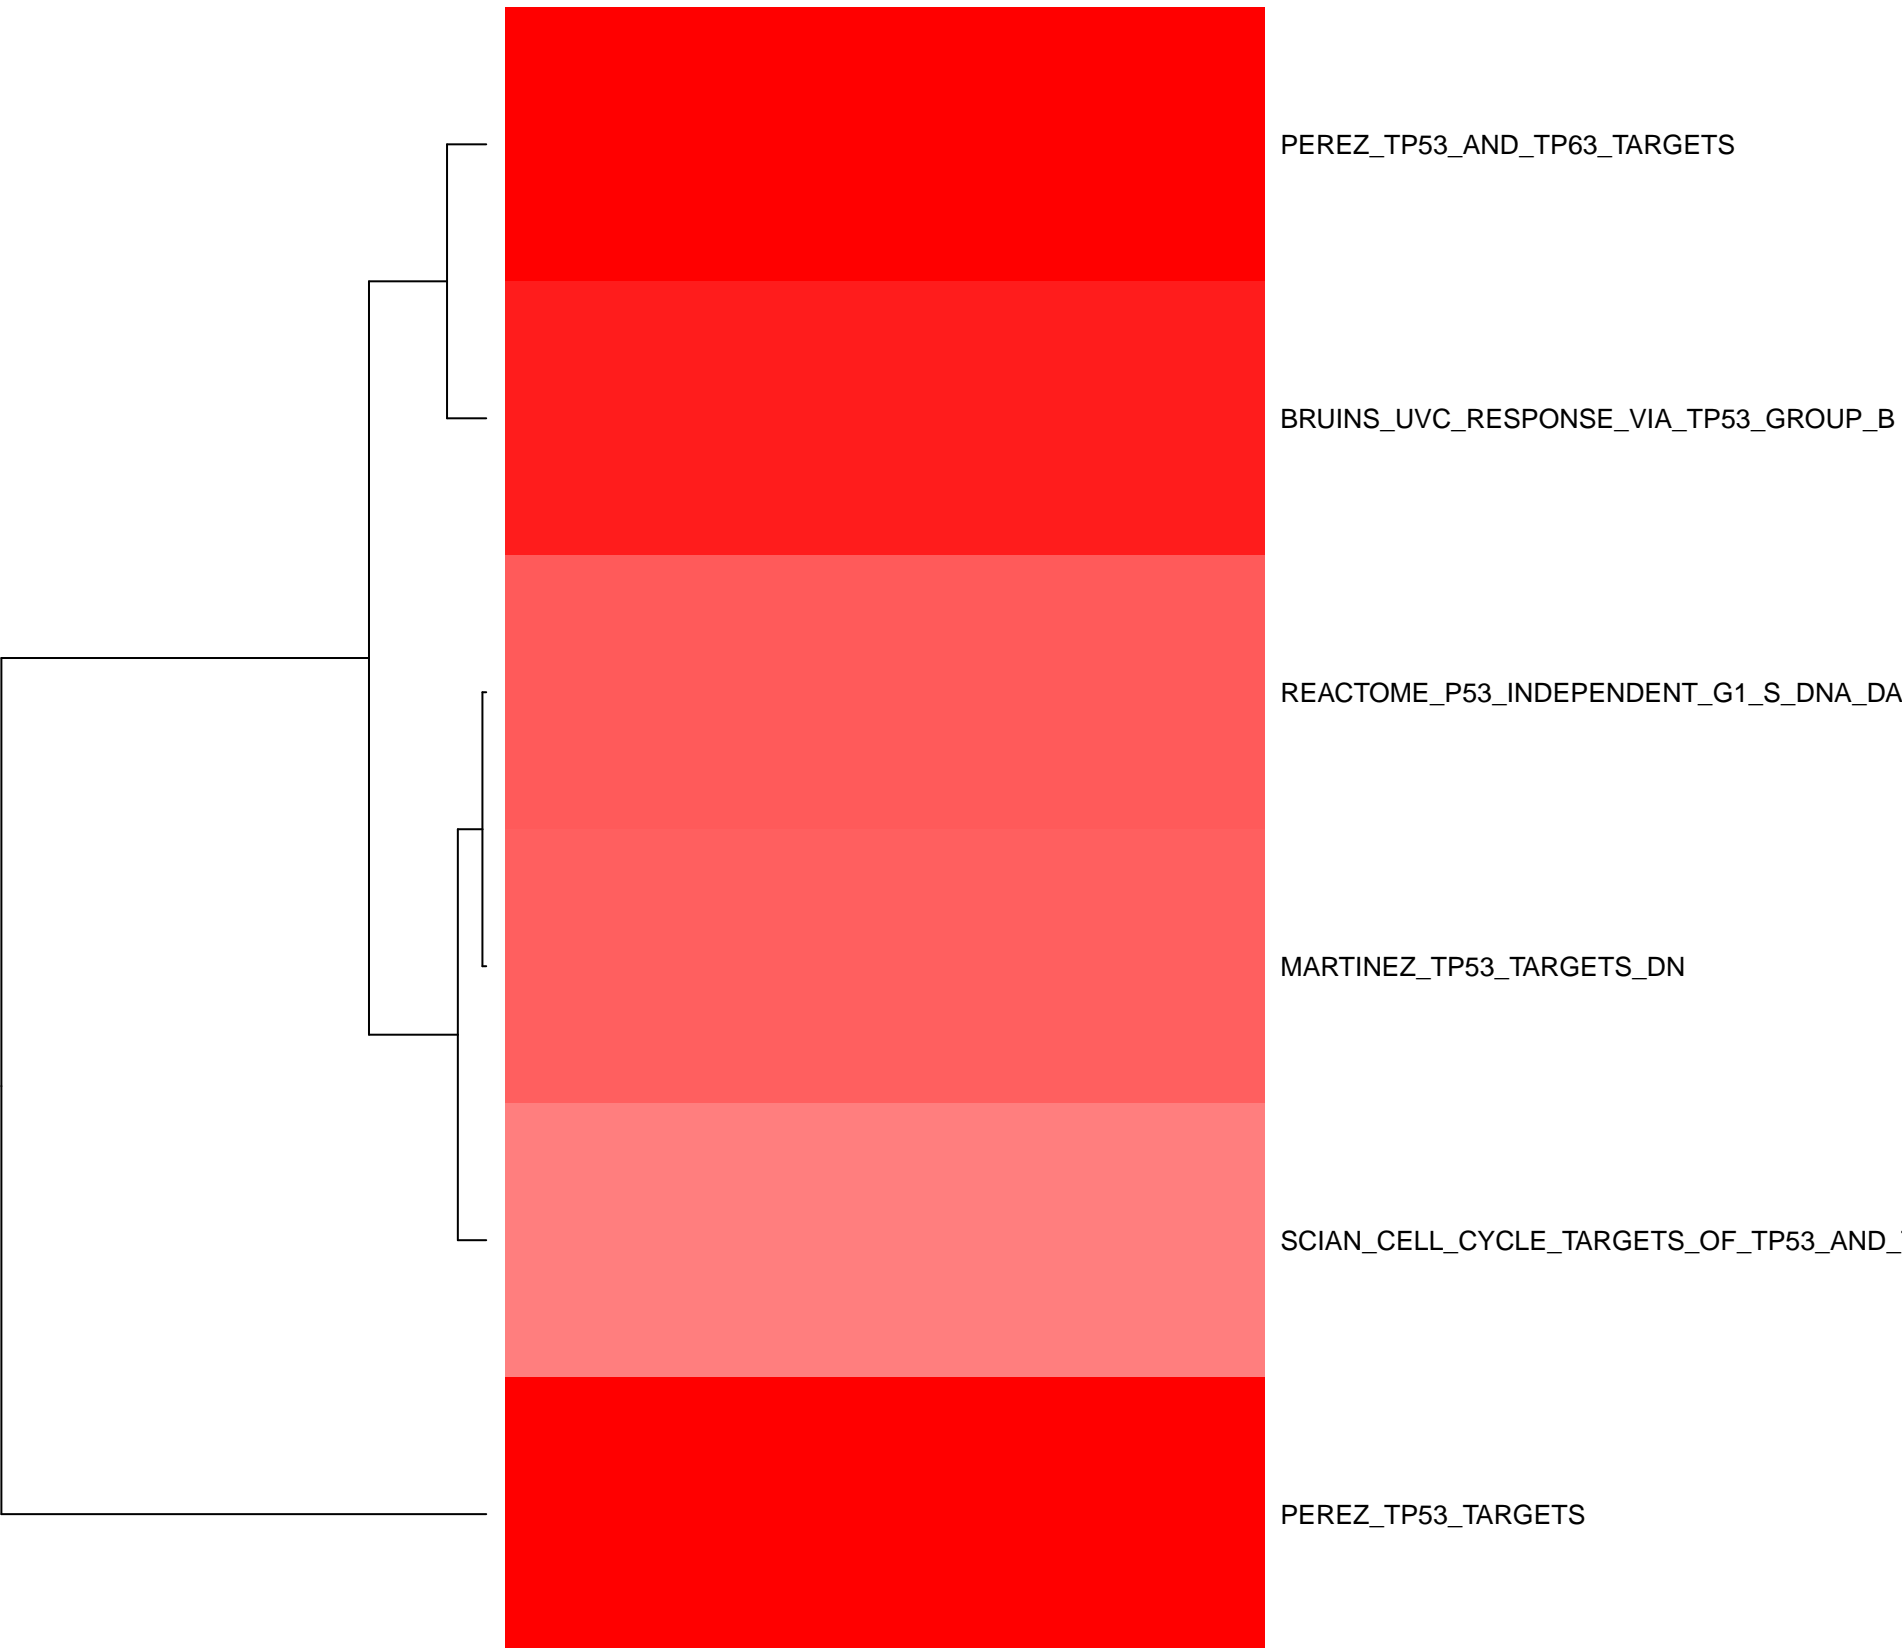 PEREZ_TP53_AND_TP63_TARGETS
BRUINS_UVC_RESPONSE_VIA_TP53_GROUP_B
REACTOME_P53_INDEPENDENT_G1_S_DNA_DA
MARTINEZ_TP53_TARGETS_DN
SCIAN_CELL_CYCLE_TARGETS_OF_TP53_AND_
PEREZ_TP53_TARGETS